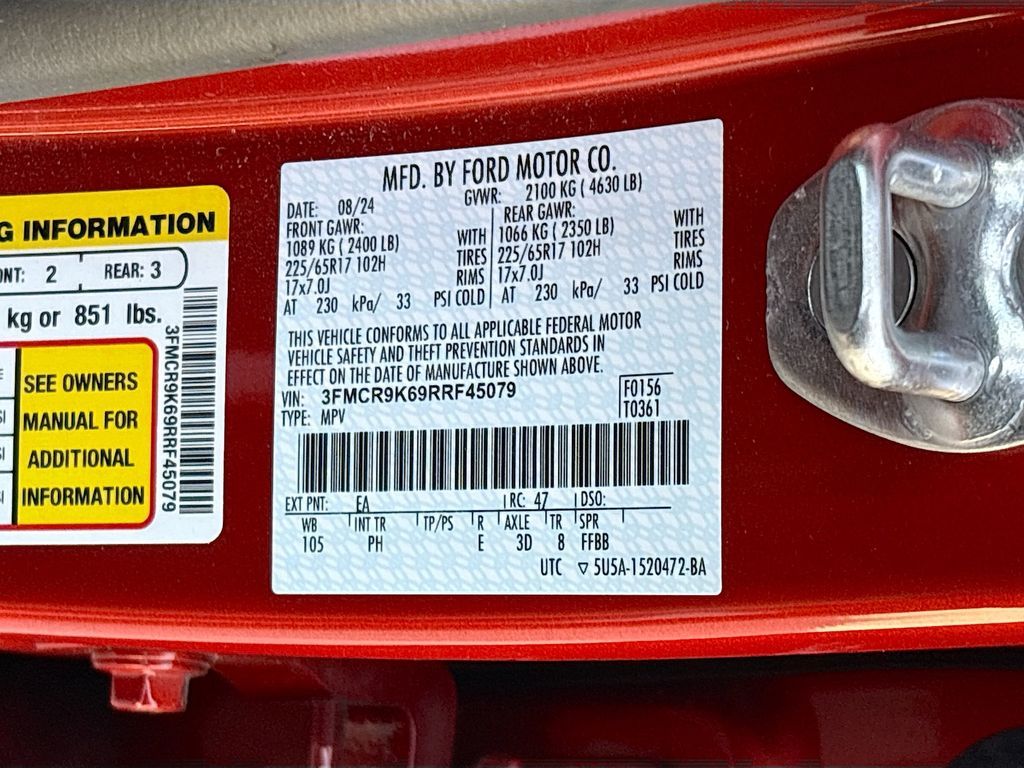 G INFORMATION
ONT: 2 REAR: 3
kg or 851 lbs.
SEE OWNERS
MANUAL FOR
ADDITIONAL
INFORMATION
3FMCR9K69RRF45079
MFD. BY FORD MOTOR CO.
DATE: 08/24 GVWR: 2100 KG ( 4630 LB)
FRONT GAWR: REAR GAWR:
1089 KG ( 2400 LB) WITH 1066 KG ( 2350 LB) WITH
225/65R17 102H TIRES 225/65R17 102H TIRES
17x7.0J RIMS 17x7.0J RIMS
AT 230 kPa/ 33 PSI COLD AT 230 kPa/ 33 PSI COLD
THIS VEHICLE CONFORMS TO ALL APPLICABLE FEDERAL MOTOR
VEHICLE SAFETY AND THEFT PREVENTION STANDARDS IN
EFFECT ON THE DATE OF MANUFACTURE SHOWN ABOVE.
VIN: 3FMCR9K69RRF45079 F0156
TYPE: MPV T0361
EXT PNT: EA RC: 47 DSO:
WB INT TR TP/PS R AXLE TR SPR
105 PH E 3D 8 FFBB
UTC ▽ 5U5A-1520472-BA